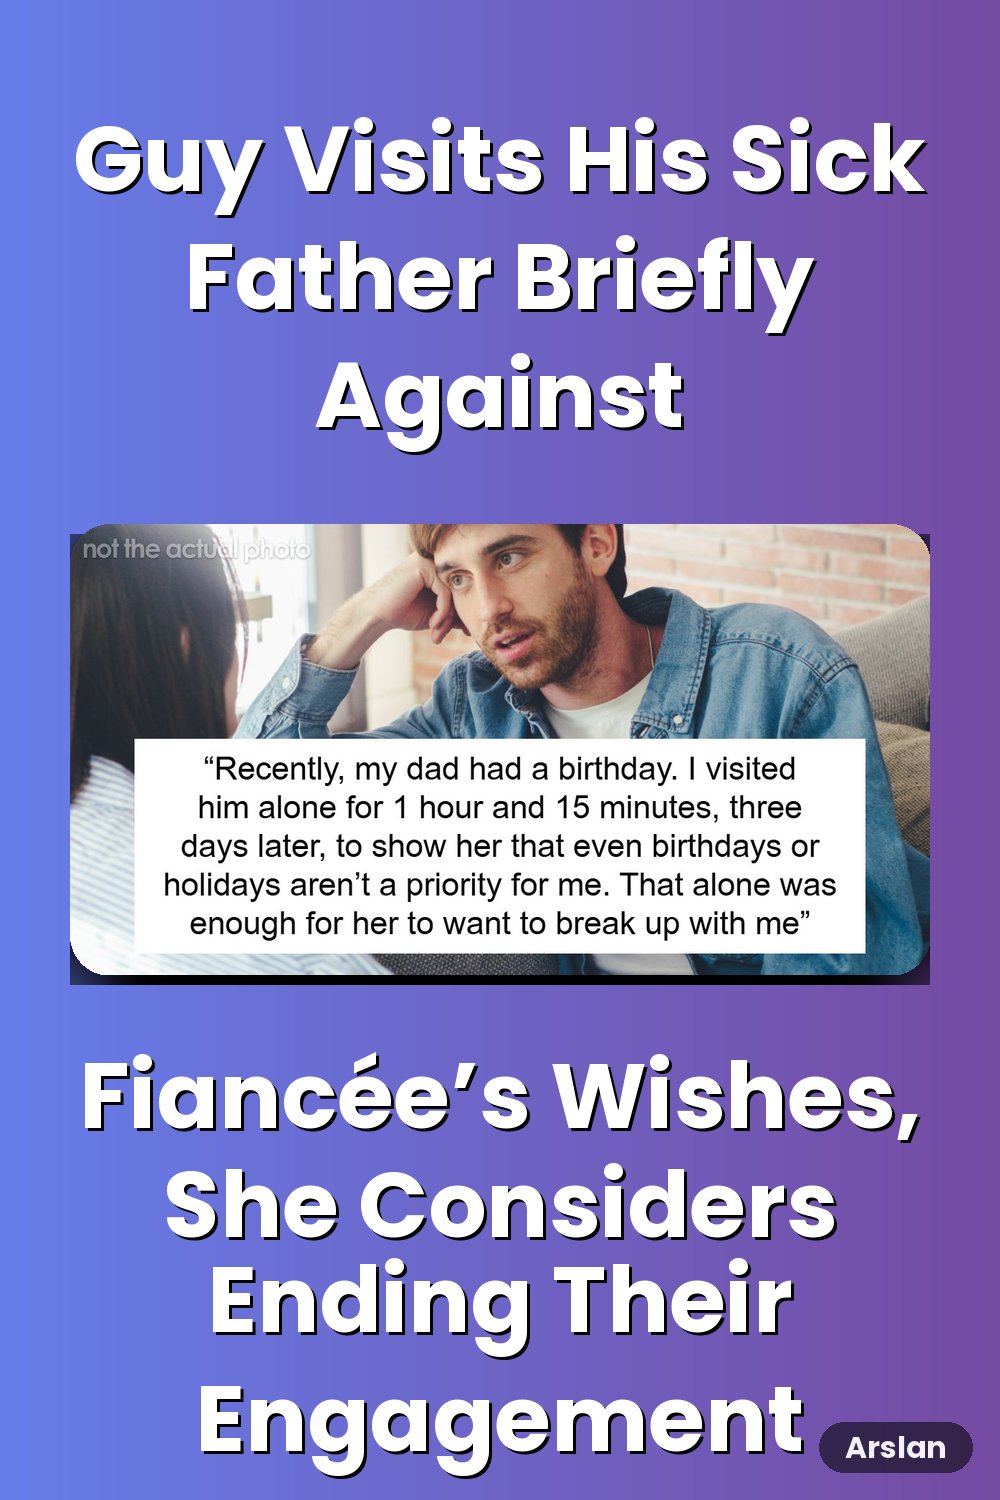 Guy Visits His Sick
Father Briefly
Against
not the actual photo
“Recently, my dad had a birthday. I visited
him alone for 1 hour and 15 minutes, three
days later, to show her that even birthdays or
holidays aren’t a priority for me. That alone was
enough for her to want to break up with me”
Fiancée’s Wishes,
She Considers
Ending Their
Engagement
Arslan